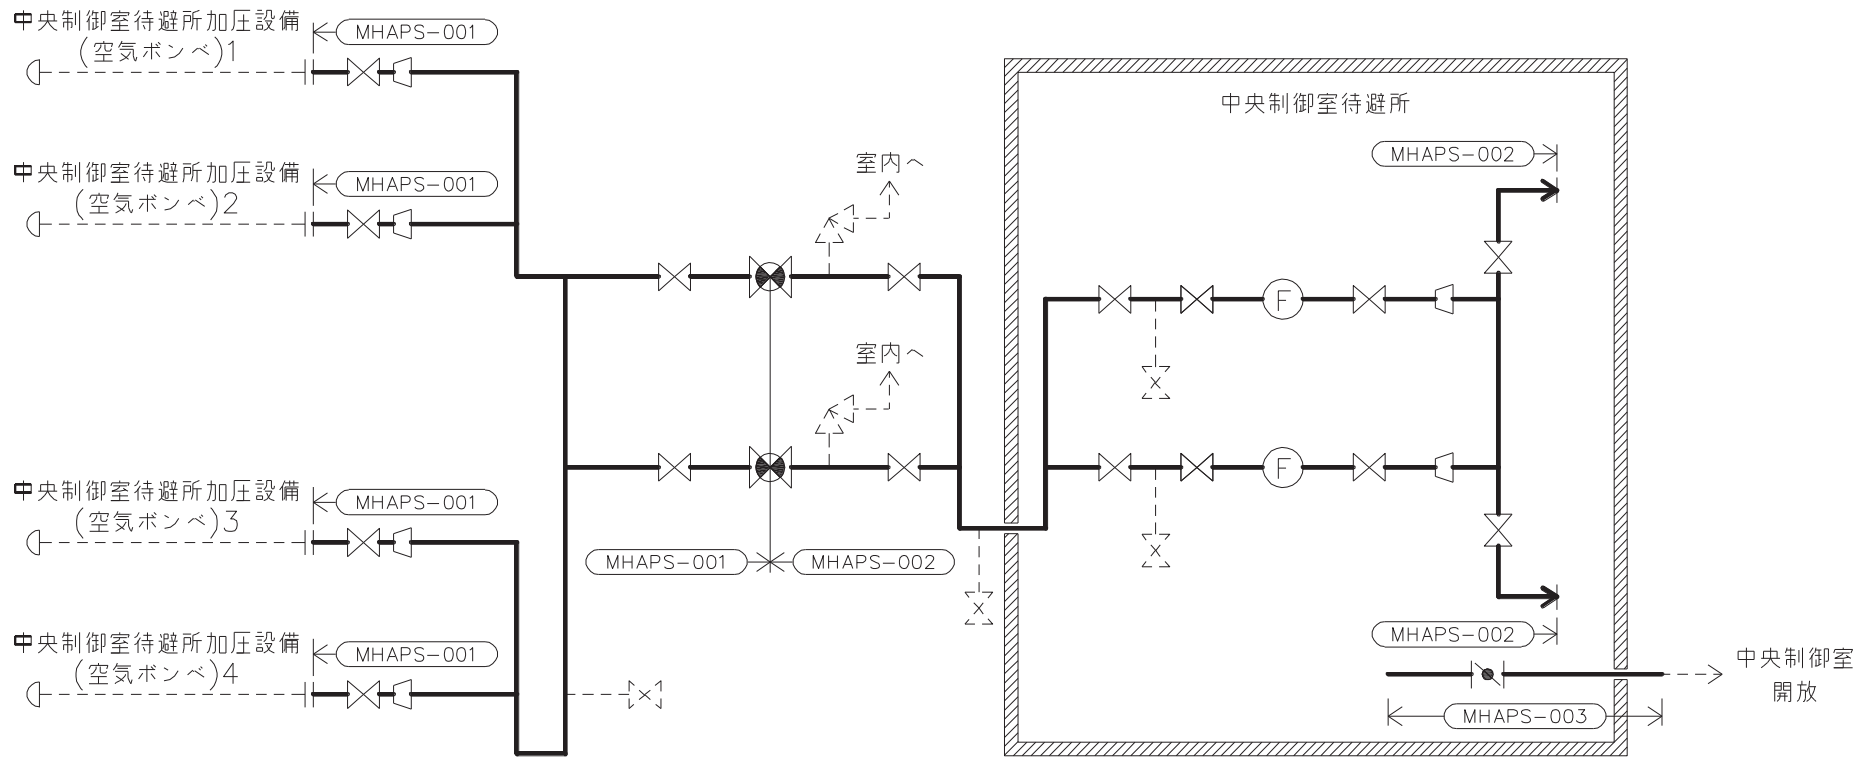 中央制御室待避所加圧設備
(空気ボンベ)1
MHAPS-001
中央制御室待避所加圧設備
(空気ボンベ)2
MHAPS-001
中央制御室待避所加圧設備
(空気ボンベ)3
MHAPS-001
中央制御室待避所加圧設備
(空気ボンベ)4
MHAPS-001
室内へ
室内へ
MHAPS-001
MHAPS-002
中央制御室待避所
MHAPS-002
F
F
MHAPS-002
MHAPS-003
中央制御室
開放